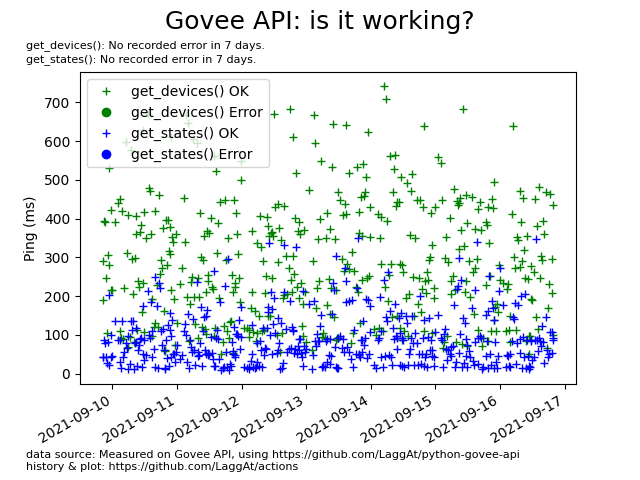 Govee API: is it working?
get_devices(): No recorded error in 7 days.
get_states(): No recorded error in 7 days.
get_devices() OK
get_devices() Error
get_states() OK
get_states() Error
Ping (ms)
700
600
500
400
300
200
100
0
2021-09-10
2021-09-11
2021-09-12
2021-09-13
2021-09-14
2021-09-15
2021-09-16
2021-09-17
data source: Measured on Govee API, using https://github.com/LaggAt/python-govee-api
history & plot: https://github.com/LaggAt/actions